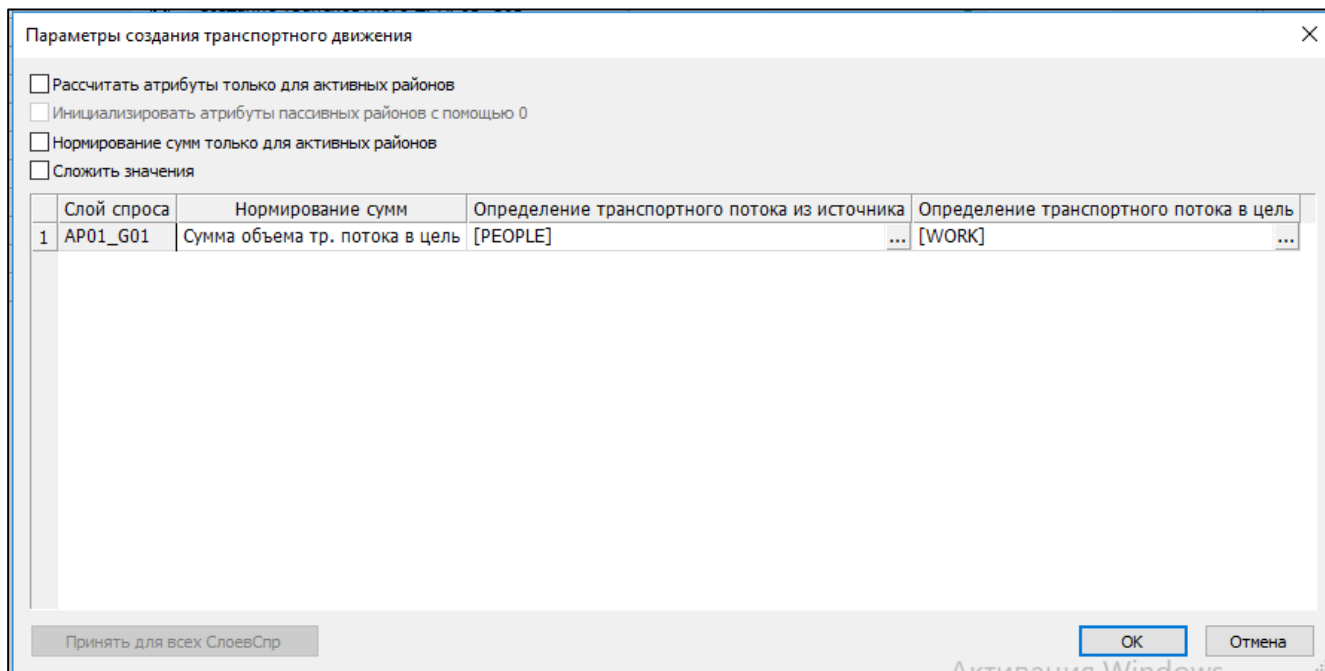 Параметры создания транспортного движения
Рассчитать атрибуты только для активных районов
Инициализировать атрибуты пассивных районов с помощью 0
Нормирование сумм только для активных районов
Сложить значения
Слой спроса Нормирование сумм Определение транспортного потока из источника Определение транспортного потока в цель
1 AP01_G01 Сумма объема тр. потока в цель [PEOPLE] ... [WORK] ...
Принять для всех СлоевСпр OK Отмена
Активация Windows